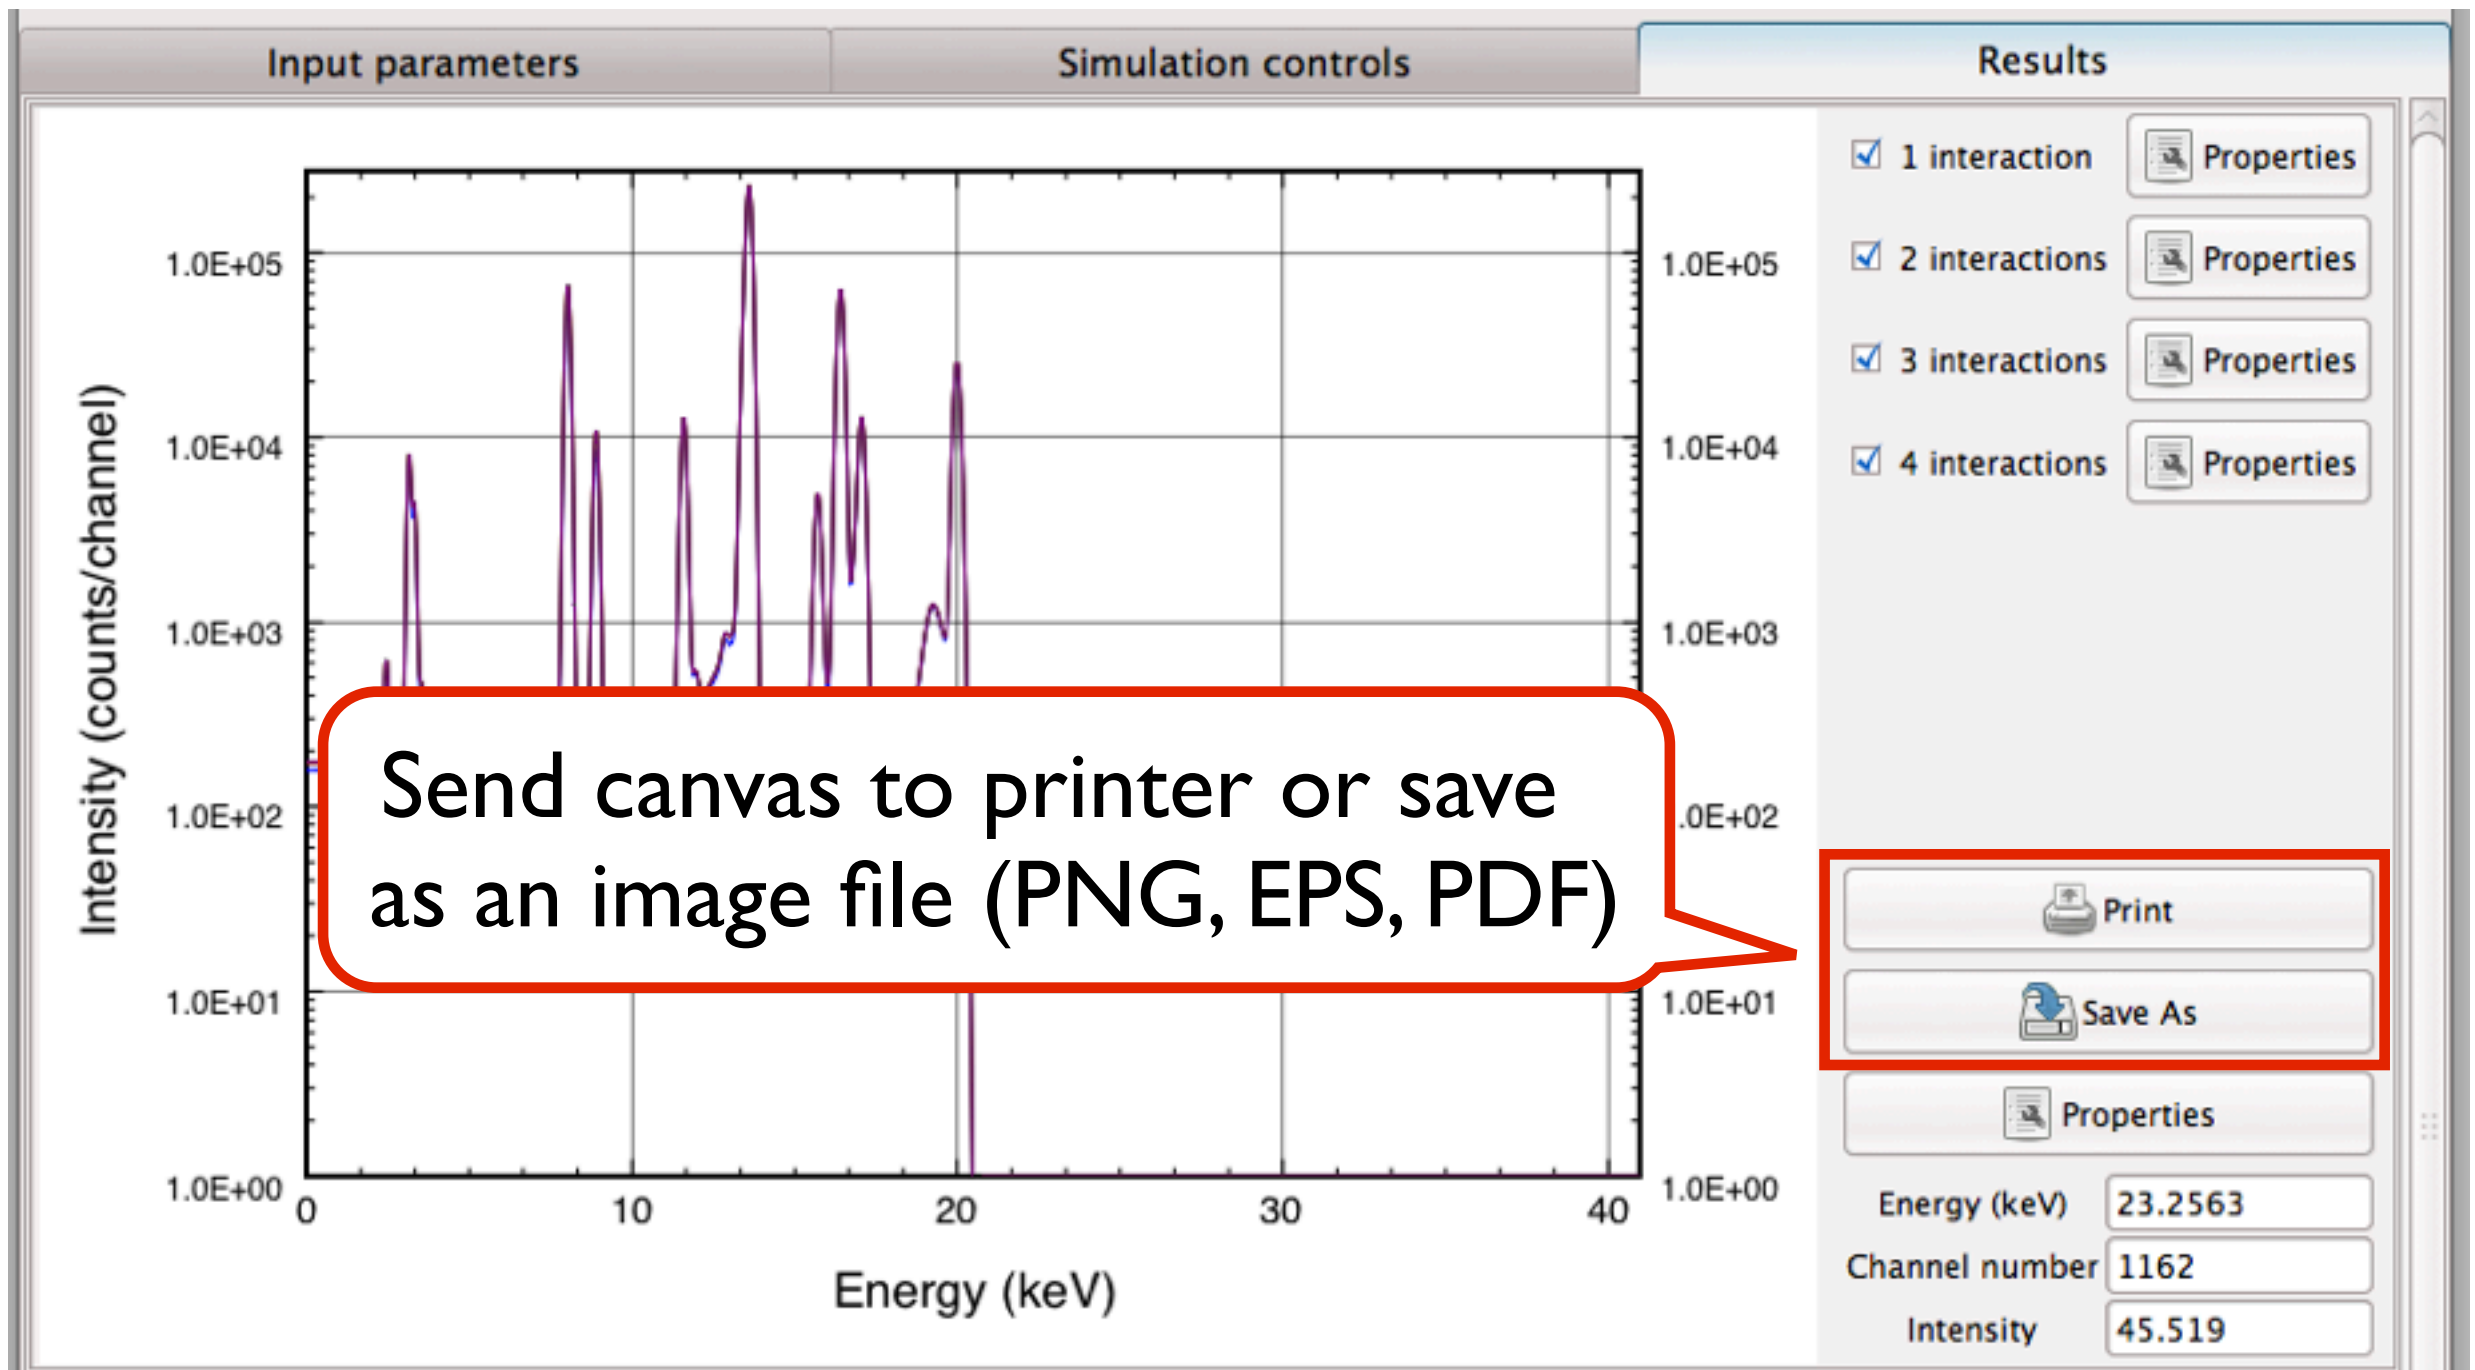 Input parameters
Simulation controls
Results
1 interaction
Properties
2 interactions
Properties
3 interactions
Properties
4 interactions
Properties
Intensity (counts/channel)
1.0E+05
1.0E+04
1.0E+03
1.0E+02
1.0E+01
1.0E+00
1.0E+05
1.0E+04
1.0E+03
.0E+02
1.0E+01
1.0E+00
0
10
20
30
40
Energy (keV)
Send canvas to printer or save
as an image file (PNG, EPS, PDF)
Print
Save As
Properties
Energy (keV) 23.2563
Channel number 1162
Intensity 45.519